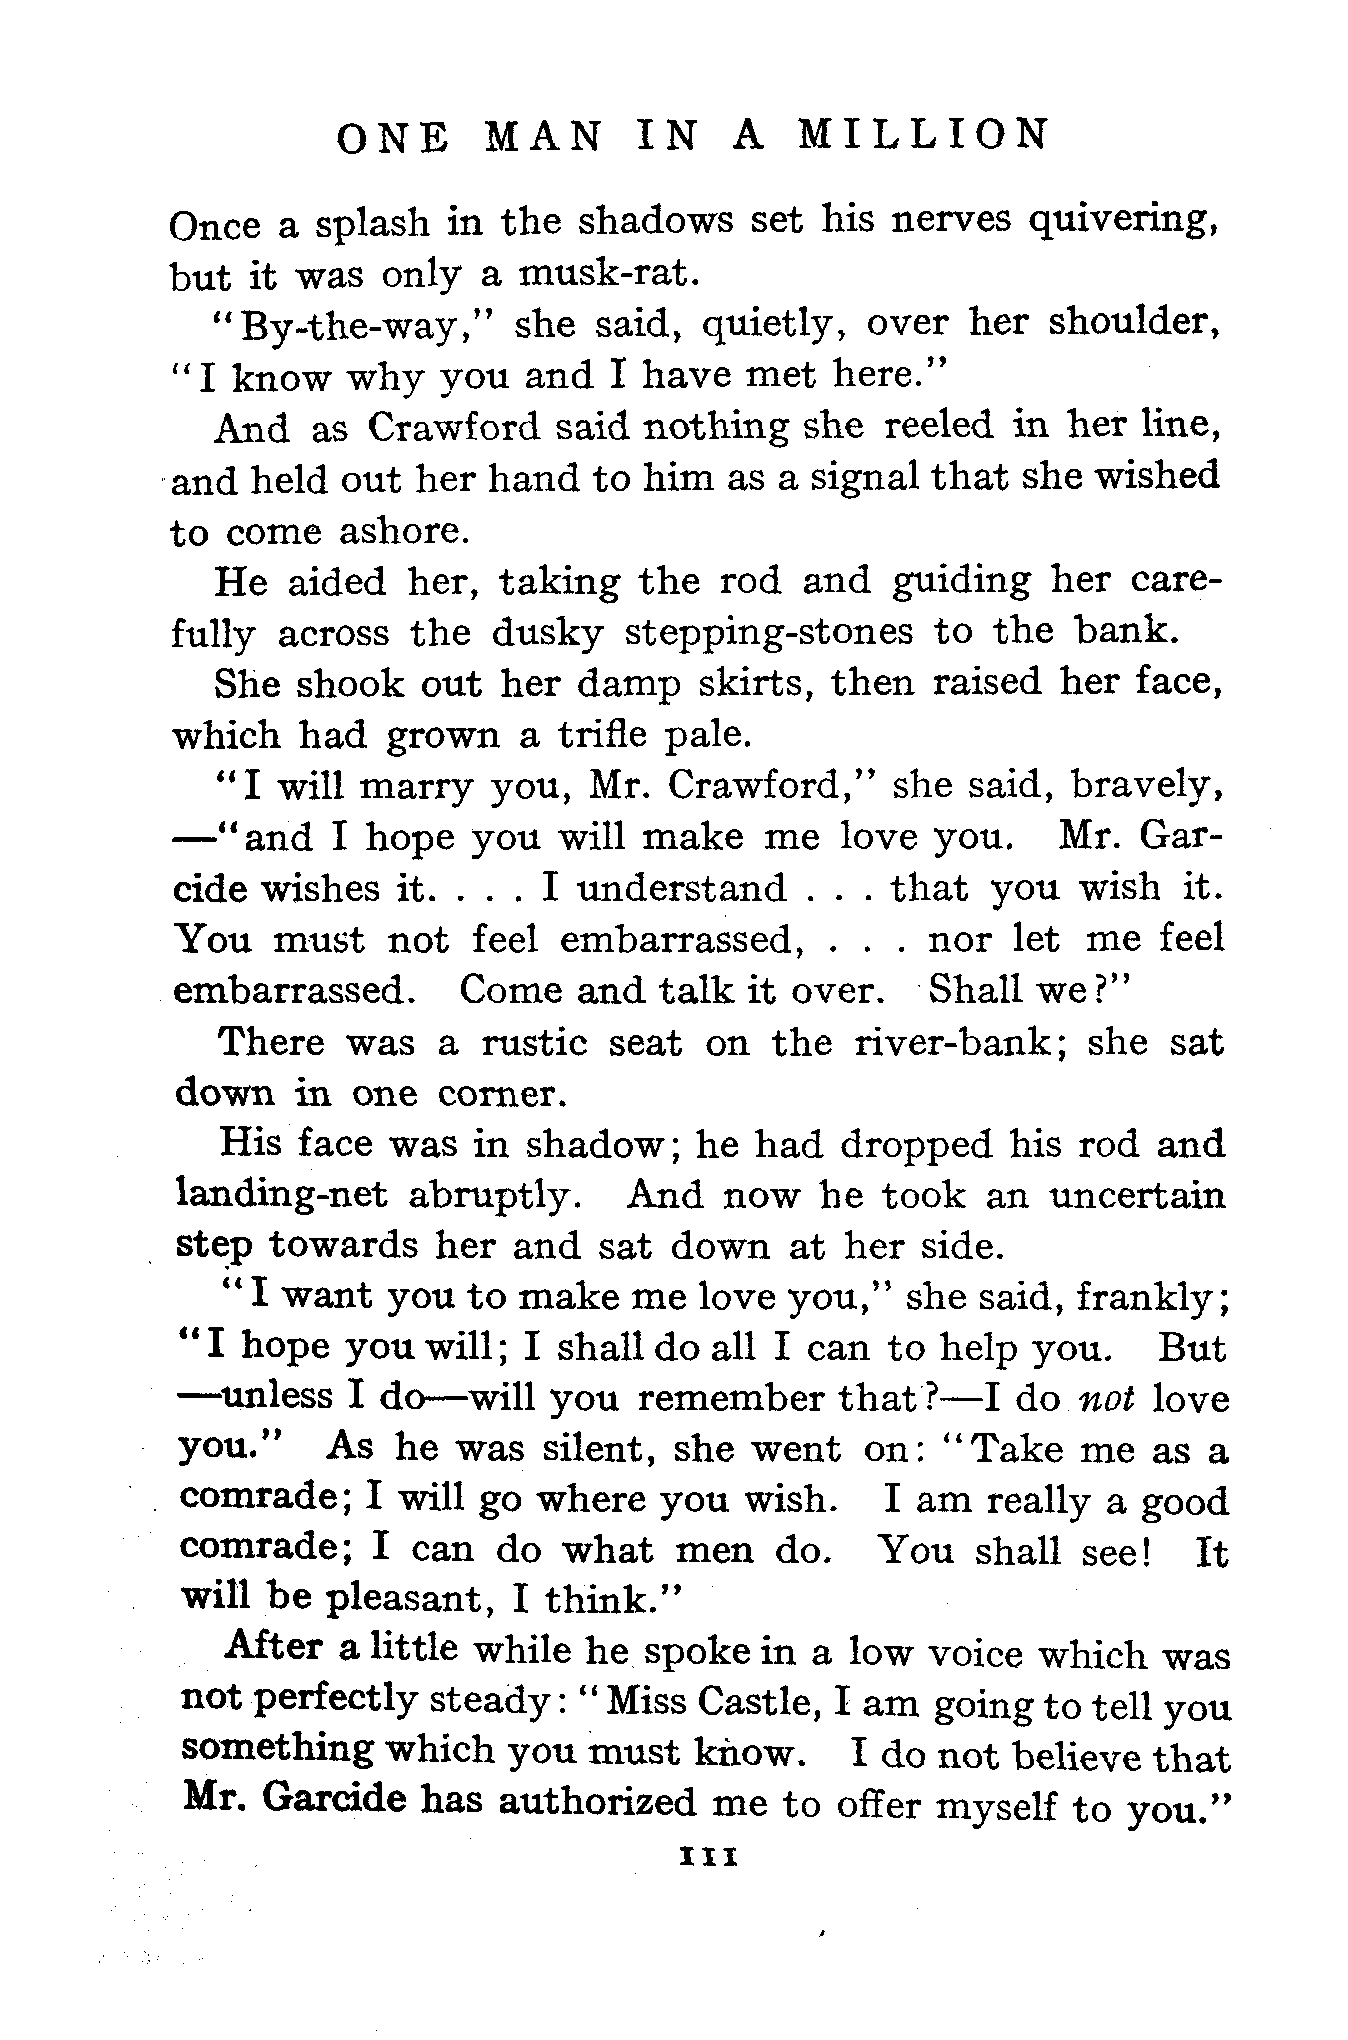 ONE MAN IN A MILLION
Once a splash in the shadows set his nerves quivering,
but it was only a musk-rat.
"By-the-way," she said, quietly, over her shoulder,
"I know why you and I have met here."
And as Crawford said nothing she reeled in her line,
and held out her hand to him as a signal that she wished
to come ashore.
He aided her, taking the rod and guiding her care-
fully across the dusky stepping-stones to the bank.
She shook out her damp skirts, then raised her face,
which had grown a trifle pale.
"I will marry you, Mr. Crawford," she said, bravely,
—"and I hope you will make me love you. Mr. Gar-
cide wishes it. . . . I understand . . . that you wish it.
You must not feel embarrassed, . . . nor let me feel
embarrassed. Come and talk it over. Shall we?"
There was a rustic seat on the river-bank; she sat
down in one corner.
His face was in shadow; he had dropped his rod and
landing-net abruptly. And now he took an uncertain
step towards her and sat down at her side.
"I want you to make me love you," she said, frankly;
"I hope you will; I shall do all I can to help you. But
—unless I do—will you remember that?—I do not love
you." As he was silent, she went on: "Take me as a
comrade; I will go where you wish. I am really a good
comrade; I can do what men do. You shall see! It
will be pleasant, I think."
After a little while he spoke in a low voice which was
not perfectly steady: "Miss Castle, I am going to tell you
something which you must know. I do not believe that
Mr. Garcide has authorized me to offer myself to you."
111